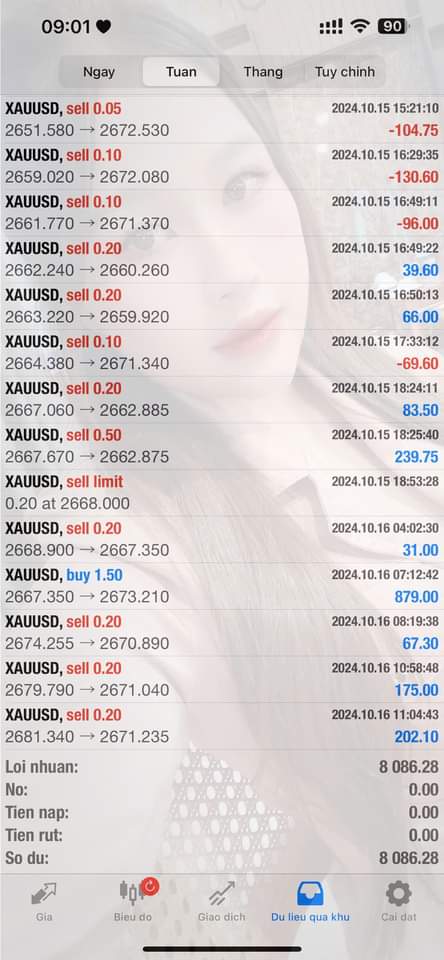 09:01
90
Ngay Tuan Thang Tuy chinh
XAUUSD, sell 0.05 2024.10.15 15:21:10
2651.580 → 2672.530 -104.75
XAUUSD, sell 0.10 2024.10.15 16:29:35
2659.020 → 2672.080 -130.60
XAUUSD, sell 0.10 2024.10.15 16:49:11
2661.770 → 2671.370 -96.00
XAUUSD, sell 0.20 2024.10.15 16:49:22
2662.240 → 2660.260 39.60
XAUUSD, sell 0.20 2024.10.15 16:50:13
2663.220 → 2659.920 66.00
XAUUSD, sell 0.10 2024.10.15 17:33:12
2664.380 → 2671.340 -69.60
XAUUSD, sell 0.20 2024.10.15 18:24:11
2667.060 → 2662.885 83.50
XAUUSD, sell 0.50 2024.10.15 18:25:40
2667.670 → 2662.875 239.75
XAUUSD, sell limit 2024.10.15 18:53:28
0.20 at 2668.000
XAUUSD, sell 0.20 2024.10.16 04:02:30
2668.900 → 2667.350 31.00
XAUUSD, buy 1.50 2024.10.16 07:12:42
2667.350 → 2673.210 879.00
XAUUSD, sell 0.20 2024.10.16 08:19:38
2674.255 → 2670.890 67.30
XAUUSD, sell 0.20 2024.10.16 10:58:48
2679.790 → 2671.040 175.00
XAUUSD, sell 0.20 2024.10.16 11:04:43
2681.340 → 2671.235 202.10
Loi nhuan: 8 086.28
No: 0.00
Tien nap: 0.00
Tien rut: 0.00
So du: 8 086.28
Gia Bieu do Giao dich Du lieu qua khu Cai dat